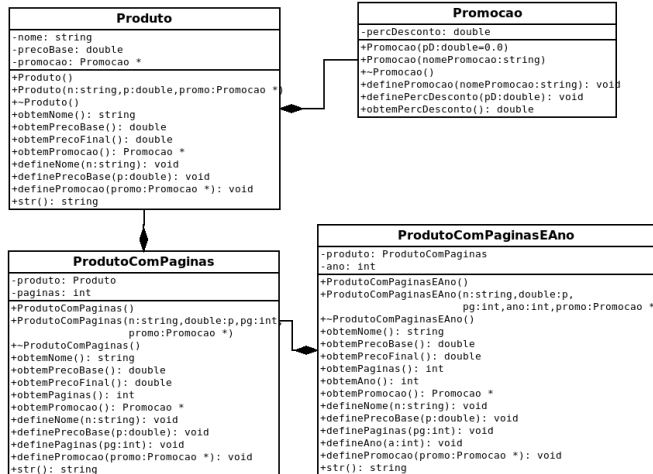 Produto
-nome: string
-precoBase: double
-promocao: Promocao *
+Produto()
+Produto(n:string,p:double,promo:Promocao *)
+~Produto()
+obtemNome(): string
+obtemPrecoBase(): double
+obtemPrecoFinal(): double
+obtemPromocao(): Promocao *
+defineNome(n:string): void
+definePrecoBase(p:double): void
+definePromocao(promo:Promocao *): void
+str(): string
Promocao
-percDesconto: double
+Promocao(pD:double=0.0)
+Promocao(nomePromocao:string)
+~Promocao()
+definePromocao(nomePromocao:string): void
+definePercDesconto(pD:double): void
+obtemPercDesconto(): double
ProdutoComPaginas
-produto: Produto
-paginas: int
+ProdutoComPaginas()
+ProdutoComPaginas(n:string,double:p,pg:int,
promo:Promocao *)
+~ProdutoComPaginas()
+obtemNome(): string
+obtemPrecoBase(): double
+obtemPrecoFinal(): double
+obtemPaginas(): int
+obtemPromocao(): Promocao *
+defineNome(n:string): void
+definePrecoBase(p:double): void
+definePaginas(pg:int): void
+definePromocao(promo:Promocao *): void
+str(): string
ProdutoComPaginasEAno
-produto: ProdutoComPaginas
-ano: int
+ProdutoComPaginasEAno()
+ProdutoComPaginasEAno(n:string,double:p,
pg:int,ano:int,promo:Promocao *
+~ProdutoComPaginasEAno()
+obtemNome(): string
+obtemPrecoBase(): double
+obtemPrecoFinal(): double
+obtemPaginas(): int
+obtemAno(): int
+obtemPromocao(): Promocao *
+defineNome(n:string): void
+definePrecoBase(p:double): void
+definePaginas(pg:int): void
+defineAno(a:int): void
+definePromocao(promo:Promocao *): void
+str(): string